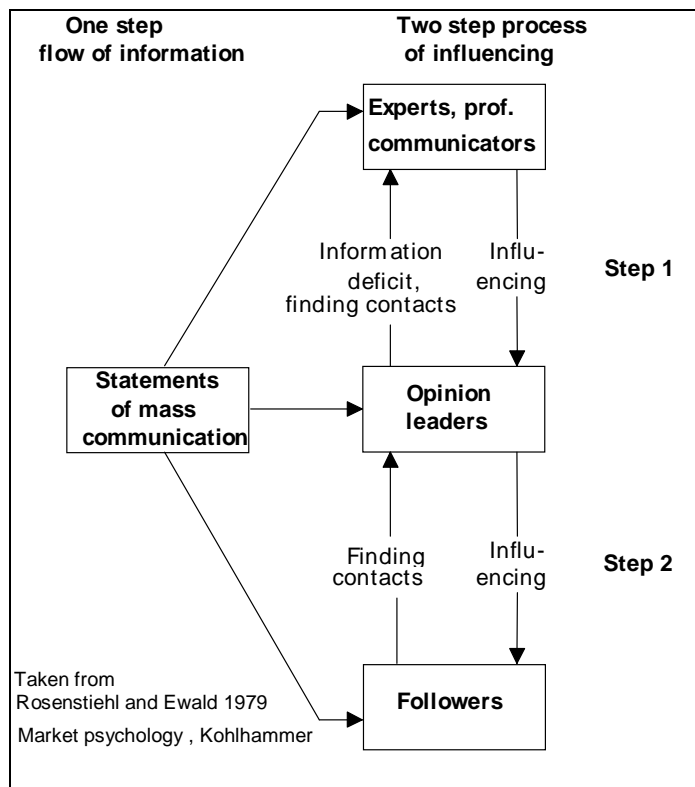 One step
flow of information
Two step process
of influencing
Experts, prof.
communicators
Information
deficit,
finding contacts
Influ-
encing
Step 1
Statements
of mass
communication
Opinion
leaders
Finding
contacts
Influ-
encing
Step 2
Followers
Taken from
Rosenstiehl and Ewald 1979
Market psychology , Kohlhammer